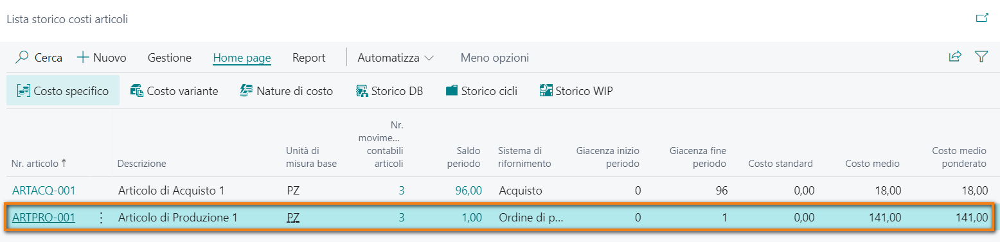 Lista storico costi articoli
Cerca Nuovo Gestione Home page Report Automatizza Meno opzioni
Costo specifico Costo variante Nature di costo Storico DB Storico cicli Storico WIP
Nr. articolo ↑ Descrizione Unità di misura base Nr. movime... contabili articoli Saldo periodo Sistema di rifornimento Giacenza inizio periodo Giacenza fine periodo Costo standard Costo medio Costo medio ponderato
ARTACQ-001 Articolo di Acquisto 1 PZ 3 96,00 Acquisto 0 96 0,00 18,00 18,00
ARTPRO-001 Articolo di Produzione 1 PZ 3 1,00 Ordine di p... 0 1 0,00 141,00 141,00